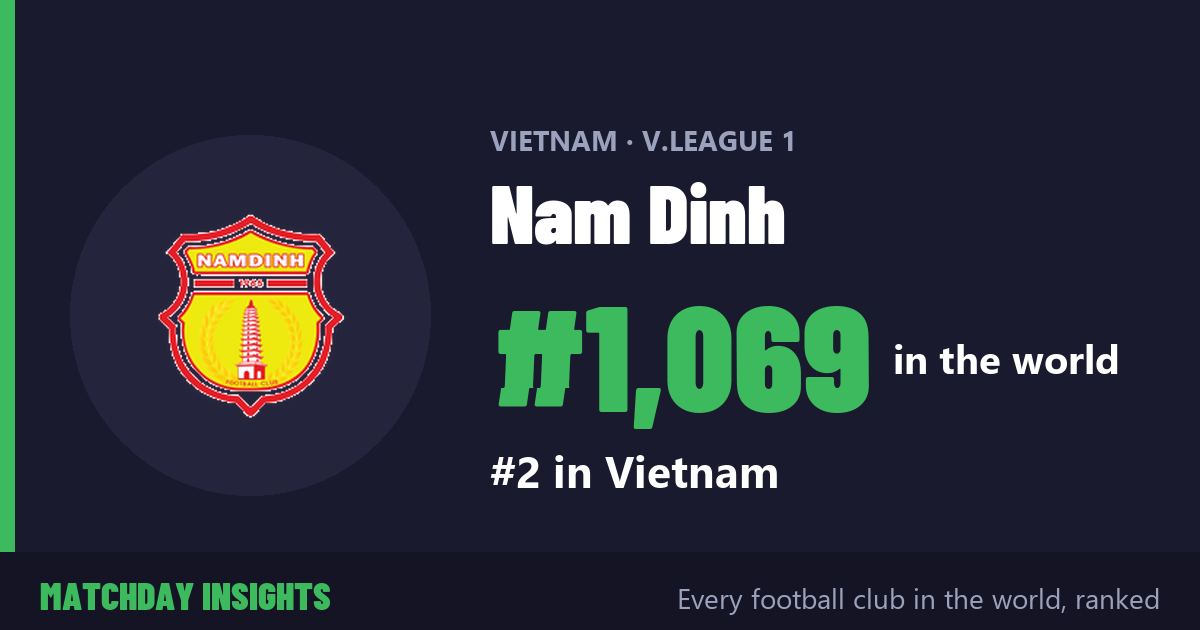 VIETNAM · V.LEAGUE 1
Nam Dinh
NAMDINH
1965
FOOTBALL CLUB
#1,069 in the world
#2 in Vietnam
MATCHDAY INSIGHTS
Every football club in the world, ranked